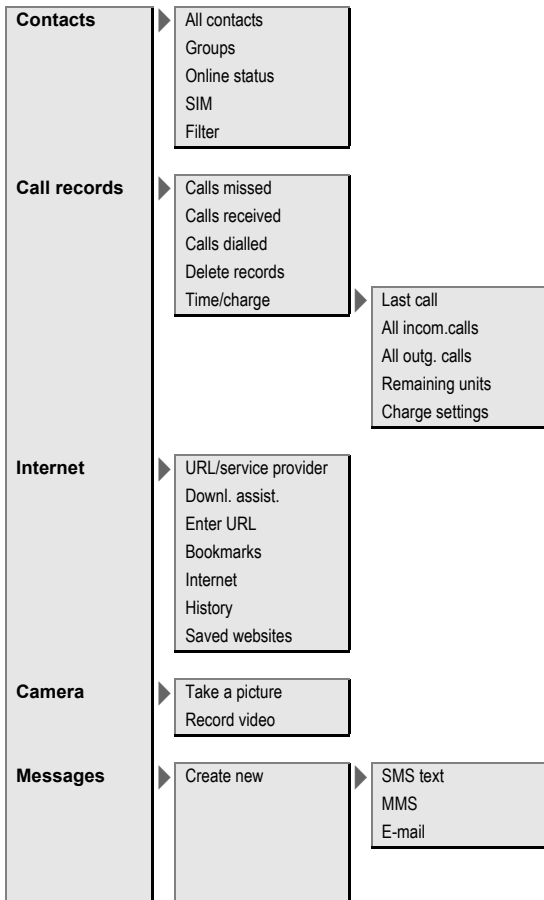 Contacts
All contacts
Groups
Online status
SIM
Filter
Call records
Calls missed
Calls received
Calls dialled
Delete records
Time/charge
Last call
All incom.calls
All outg. calls
Remaining units
Charge settings
Internet
URL/service provider
Downl. assist.
Enter URL
Bookmarks
Internet
History
Saved websites
Camera
Take a picture
Record video
Messages
Create new
SMS text
MMS
E-mail